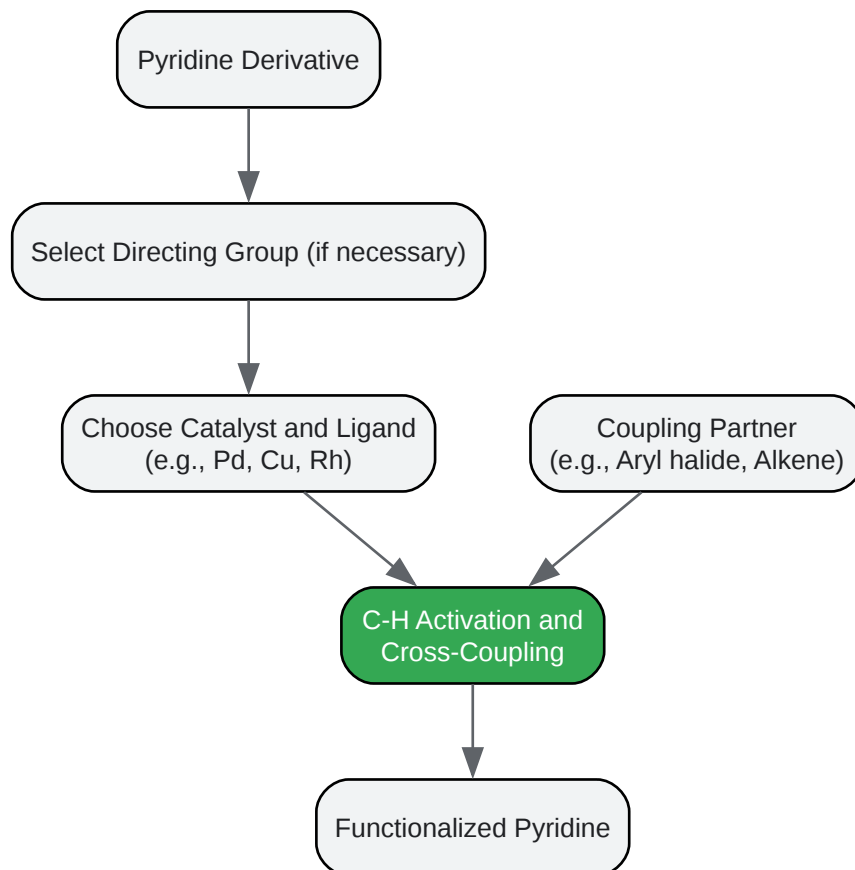 Pyridine Derivative
Select Directing Group (if necessary)
Choose Catalyst and Ligand
(e.g., Pd, Cu, Rh)
Coupling Partner
(e.g., Aryl halide, Alkene)
C-H Activation and
Cross-Coupling
Functionalized Pyridine